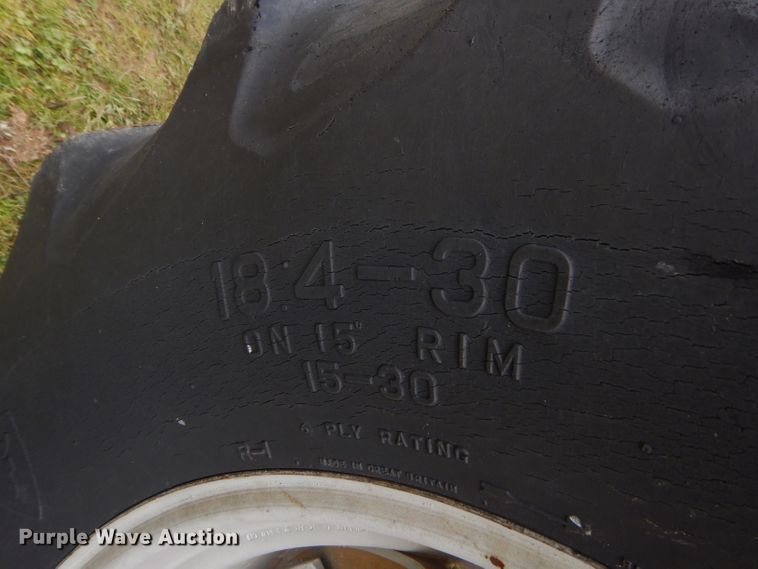 18.4-30
ON 15" RIM
15-30
6 PLY RATING
R-1
MADE IN GREAT BRITAIN
Purple Wave Auction